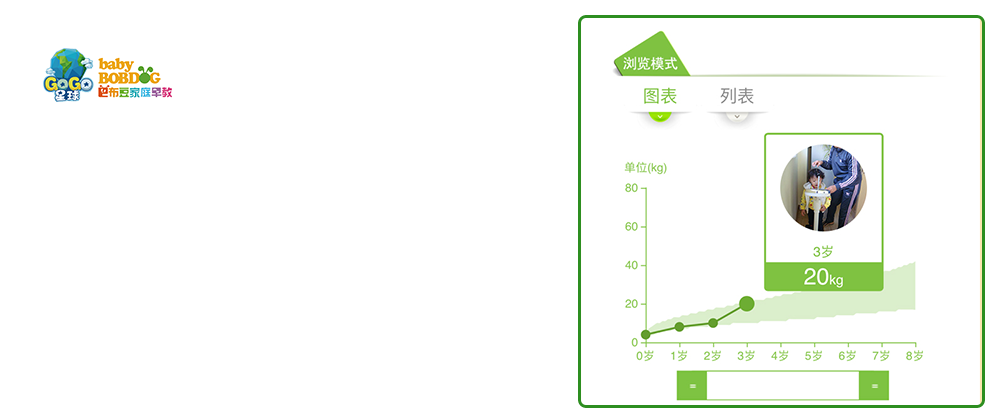 GOGO
星球
baby
BOBDOG
巴布豆家庭早教
浏览模式
图表 列表
单位(kg)
80
60
40
20
0
0岁 1岁 2岁 3岁 4岁 5岁 6岁 7岁 8岁
3岁
20kg
=
=